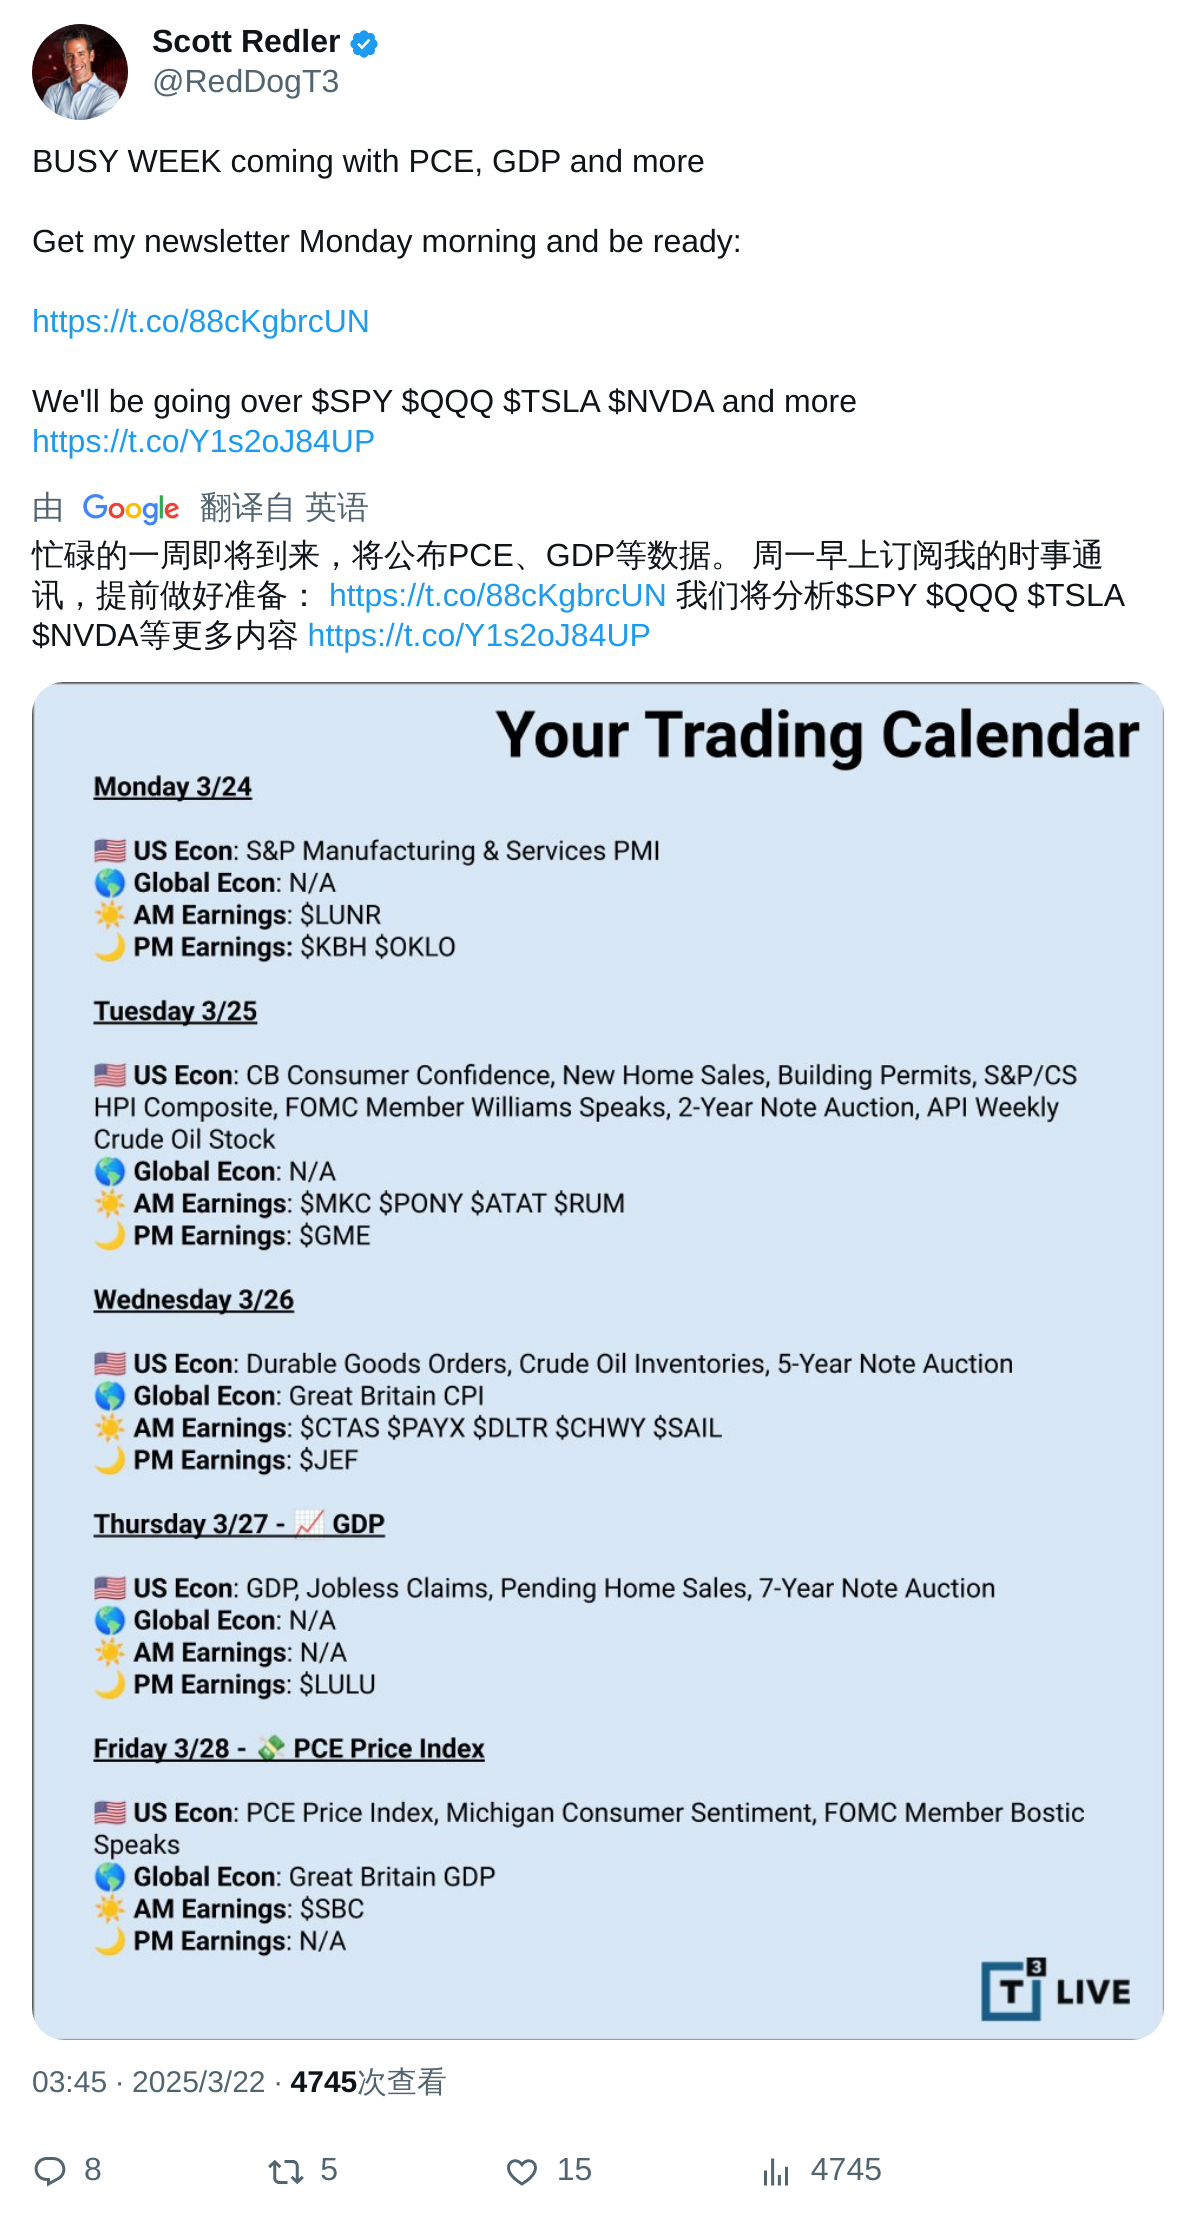 Scott Redler
@RedDogT3
BUSY WEEK coming with PCE, GDP and more
Get my newsletter Monday morning and be ready:
https://t.co/88cKgbrcUN
We'll be going over $SPY $QQQ $TSLA $NVDA and more
https://t.co/Y1s2oJ84UP
由 Google 翻译自 英语
忙碌的一周即将到来，将公布PCE、GDP等数据。 周一早上订阅我的时事通
讯，提前做好准备： https://t.co/88cKgbrcUN 我们将分析$SPY $QQQ $TSLA
$NVDA等更多内容 https://t.co/Y1s2oJ84UP
Your Trading Calendar
Monday 3/24
🇺🇸 US Econ: S&P Manufacturing & Services PMI
🌎 Global Econ: N/A
☀️ AM Earnings: $LUNR
🌙 PM Earnings: $KBH $OKLO
Tuesday 3/25
🇺🇸 US Econ: CB Consumer Confidence, New Home Sales, Building Permits, S&P/CS
HPI Composite, FOMC Member Williams Speaks, 2-Year Note Auction, API Weekly
Crude Oil Stock
🌎 Global Econ: N/A
☀️ AM Earnings: $MKC $PONY $ATAT $RUM
🌙 PM Earnings: $GME
Wednesday 3/26
🇺🇸 US Econ: Durable Goods Orders, Crude Oil Inventories, 5-Year Note Auction
🌎 Global Econ: Great Britain CPI
☀️ AM Earnings: $CTAS $PAYX $DLTR $CHWY $SAIL
🌙 PM Earnings: $JEF
Thursday 3/27 - 📈 GDP
🇺🇸 US Econ: GDP, Jobless Claims, Pending Home Sales, 7-Year Note Auction
🌎 Global Econ: N/A
☀️ AM Earnings: N/A
🌙 PM Earnings: $LULU
Friday 3/28 - 💸 PCE Price Index
🇺🇸 US Econ: PCE Price Index, Michigan Consumer Sentiment, FOMC Member Bostic
Speaks
🌎 Global Econ: Great Britain GDP
☀️ AM Earnings: $SBC
🌙 PM Earnings: N/A
T3 LIVE
03:45 · 2025/3/22 · 4745次查看
8 5 15 4745